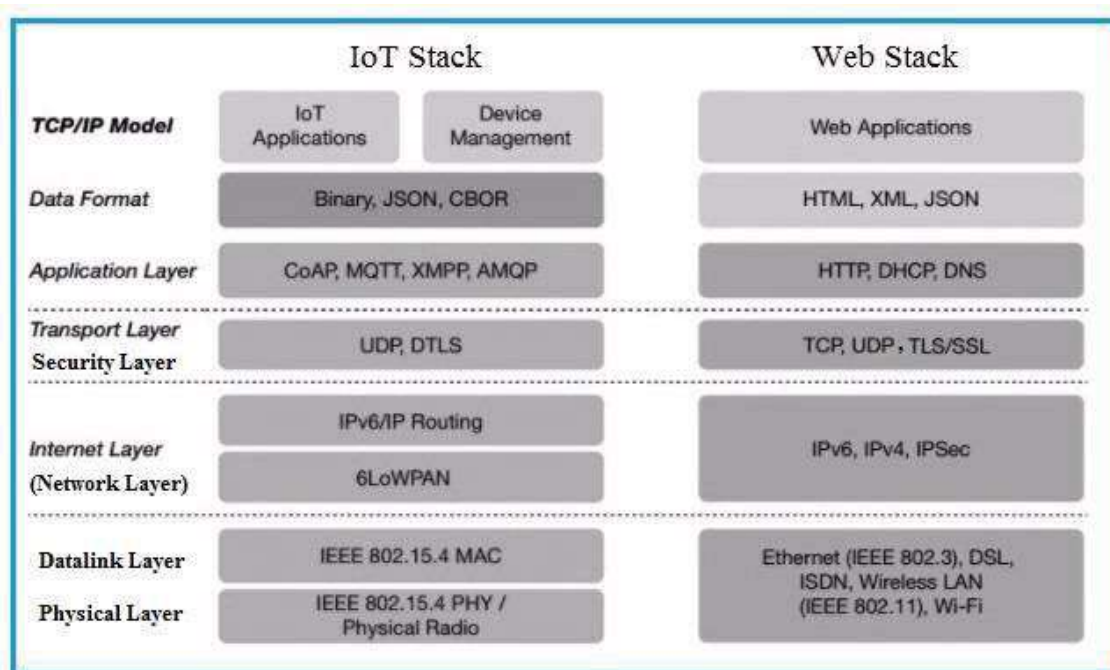 IoT Stack
Web Stack
TCP/IP Model
IoT
Applications
Device
Management
Web Applications
Data Format
Binary, JSON, CBOR
HTML, XML, JSON
Application Layer
CoAP, MQTT, XMPP, AMQP
HTTP, DHCP, DNS
Transport Layer
Security Layer
UDP, DTLS
TCP, UDP，TLS/SSL
Internet Layer
(Network Layer)
IPv6/IP Routing
6LoWPAN
IPv6, IPv4, IPSec
Datalink Layer
IEEE 802.15.4 MAC
Physical Layer
IEEE 802.15.4 PHY /
Physical Radio
Ethernet (IEEE 802.3), DSL,
ISDN, Wireless LAN
(IEEE 802.11), Wi-Fi